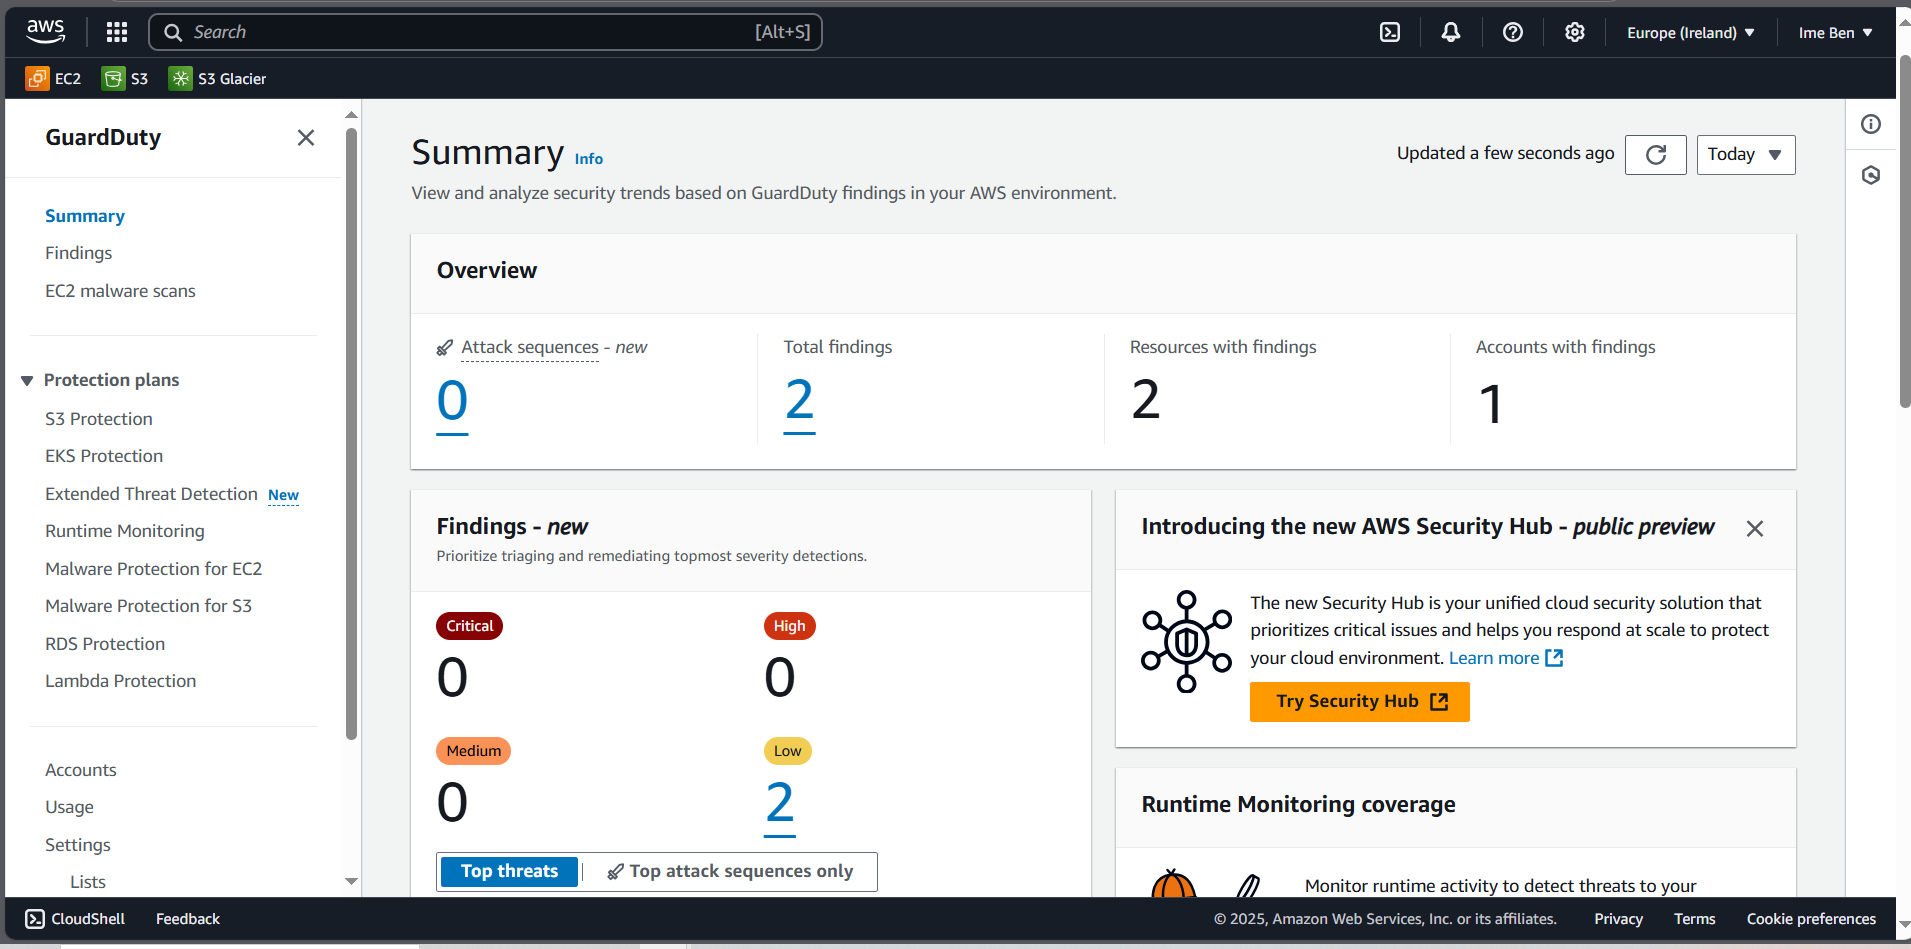 aws
Search [Alt+S]
Europe (Ireland)
Ime Ben
EC2
S3
S3 Glacier
GuardDuty
Summary
Findings
EC2 malware scans
Protection plans
S3 Protection
EKS Protection
Extended Threat Detection New
Runtime Monitoring
Malware Protection for EC2
Malware Protection for S3
RDS Protection
Lambda Protection
Accounts
Usage
Settings
Lists
Summary Info
View and analyze security trends based on GuardDuty findings in your AWS environment.
Updated a few seconds ago
Today
Overview
Attack sequences - new
0
Total findings
2
Resources with findings
2
Accounts with findings
1
Findings - new
Prioritize triaging and remediating topmost severity detections.
Critical
0
High
0
Medium
0
Low
2
Top threats
Top attack sequences only
Introducing the new AWS Security Hub - public preview
The new Security Hub is your unified cloud security solution that
prioritizes critical issues and helps you respond at scale to protect
your cloud environment. Learn more
Try Security Hub
Runtime Monitoring coverage
Monitor runtime activity to detect threats to your
CloudShell
Feedback
© 2025, Amazon Web Services, Inc. or its affiliates.
Privacy
Terms
Cookie preferences